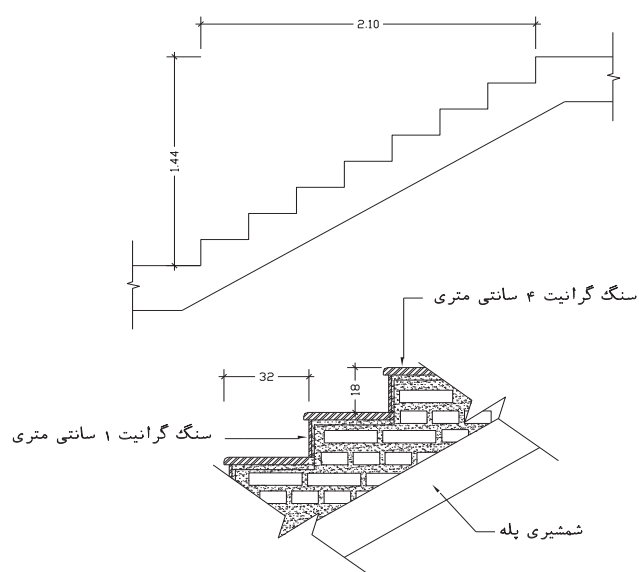 2.10
1.44
سنگ گرانیت ۴ سانتی متری
32
18
سنگ گرانیت ۱ سانتی متری
شمشیری پله